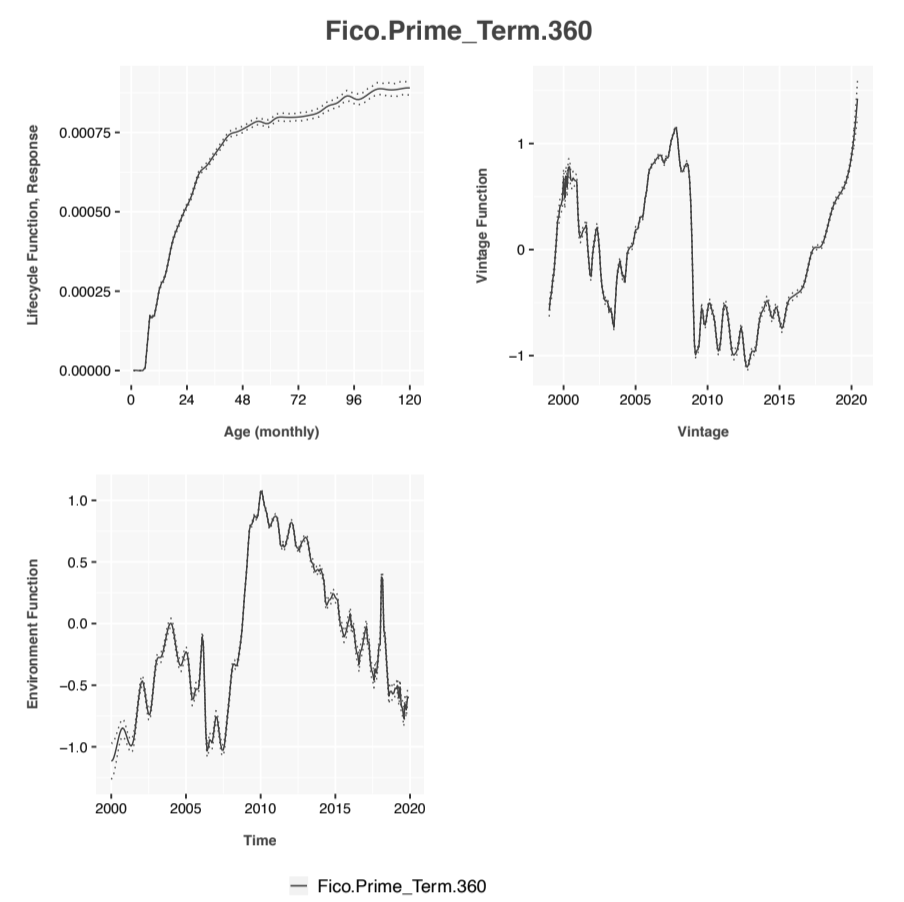 Fico.Prime_Term.360
Lifecycle Function, Response
0.00075
0.00050
0.00025
0.00000
0 24 48 72 96 120
Age (monthly)
Vintage Function
1
0
−1
2000 2005 2010 2015 2020
Vintage
Environment Function
1.0
0.5
0.0
−0.5
−1.0
2000 2005 2010 2015 2020
Time
Fico.Prime_Term.360